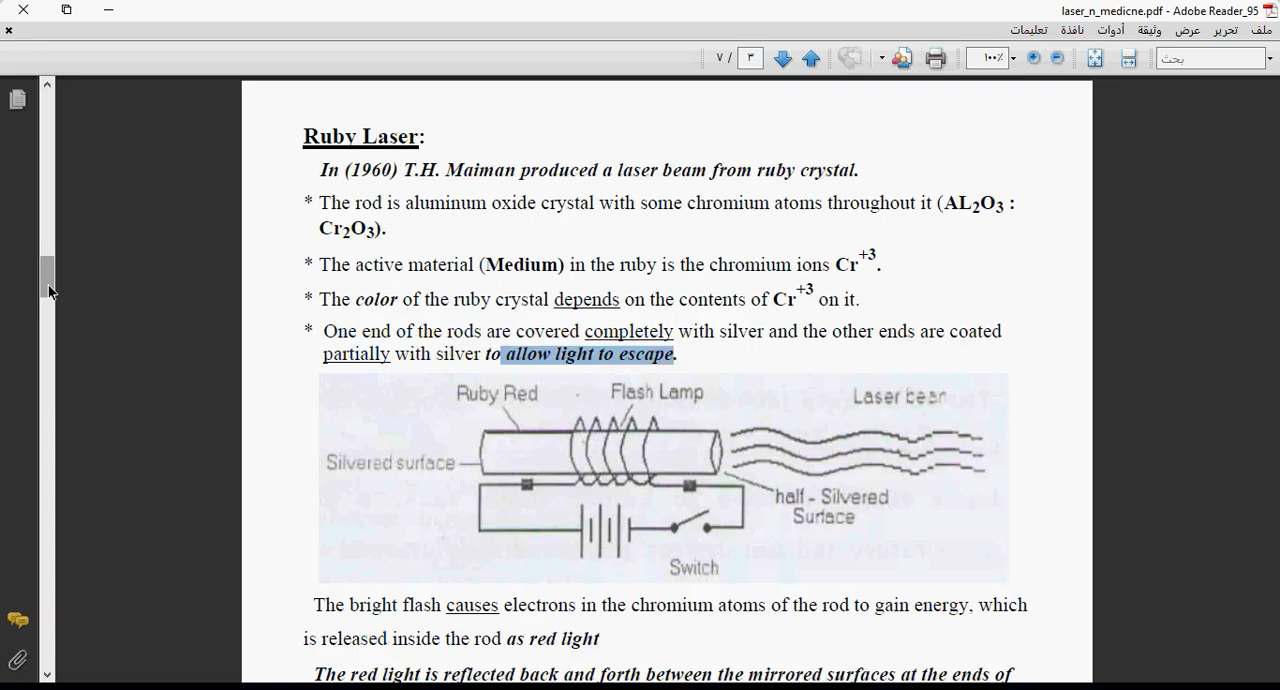 laser_n_medicne.pdf - Adobe Reader_95
ملف تحرير عرض وثيقة أدوات نافذة تعليمات
٧ / ٣ ١٠٠٪ بحث
Ruby Laser:
In (1960) T.H. Maiman produced a laser beam from ruby crystal.
* The rod is aluminum oxide crystal with some chromium atoms throughout it (AL2O3 :
Cr2O3).
* The active material (Medium) in the ruby is the chromium ions Cr+3.
* The color of the ruby crystal depends on the contents of Cr+3 on it.
* One end of the rods are covered completely with silver and the other ends are coated
partially with silver to allow light to escape.
Ruby Red Flash Lamp Laser beam
Silvered surface
half - Silvered
Surface
Switch
The bright flash causes electrons in the chromium atoms of the rod to gain energy, which
is released inside the rod as red light
The red light is reflected back and forth between the mirrored surfaces at the ends of